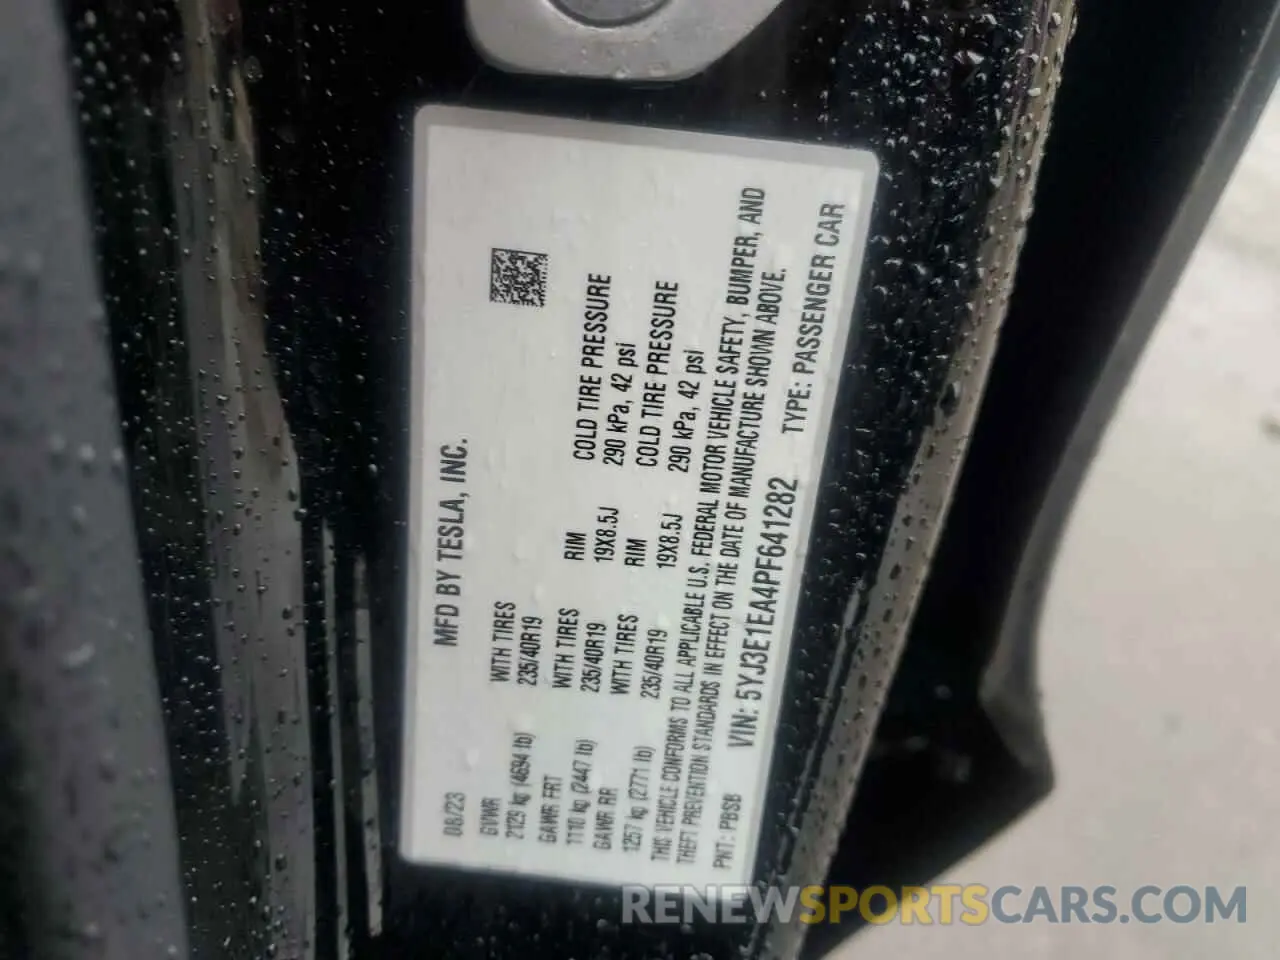 MFD BY TESLA, INC.
08/23
GVWR
2129 kg (4694 lb)
WITH TIRES
235/40R19
GAWR FRT
1110 kg (2447 lb)
WITH TIRES
235/40R19
RIM
19X8.5J
COLD TIRE PRESSURE
290 kPa, 42 psi
GAWR RR
1257 kg (2771 lb)
WITH TIRES
235/40R19
RIM
19X8.5J
COLD TIRE PRESSURE
290 kPa, 42 psi
THIS VEHICLE CONFORMS TO ALL APPLICABLE U.S. FEDERAL MOTOR VEHICLE SAFETY, BUMPER, AND
THEFT PREVENTION STANDARDS IN EFFECT ON THE DATE OF MANUFACTURE SHOWN ABOVE.
PNT: PBSB
VIN: 5YJ3E1EA4PF641282
TYPE: PASSENGER CAR
RENEWSPORTSCARS.COM